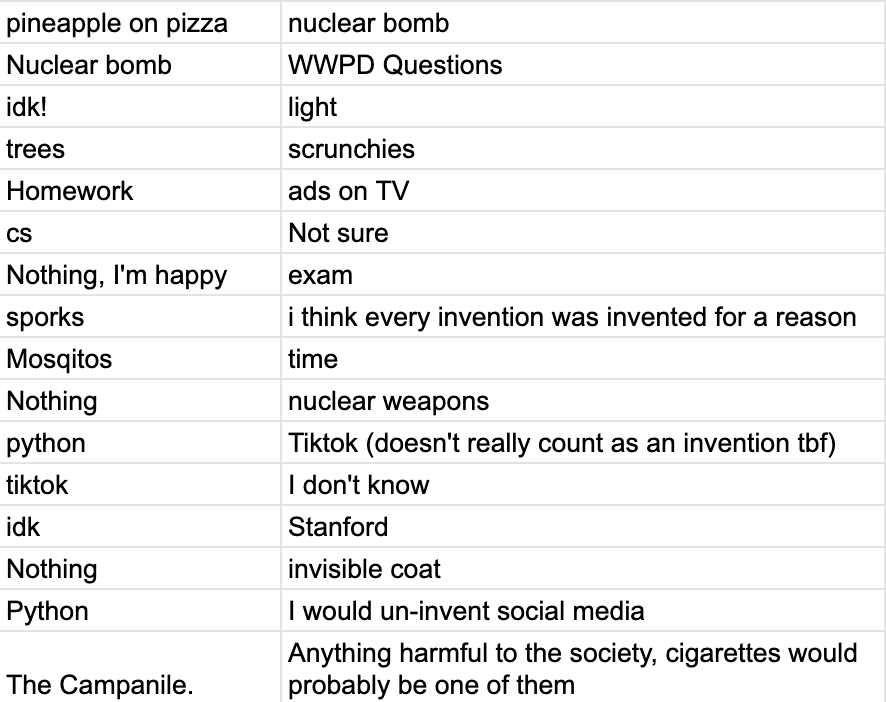 pineapple on pizza nuclear bomb
Nuclear bomb WWPD Questions
idk! light
trees scrunchies
Homework ads on TV
cs Not sure
Nothing, I'm happy exam
sporks i think every invention was invented for a reason
Mosqitos time
Nothing nuclear weapons
python Tiktok (doesn't really count as an invention tbf)
tiktok I don't know
idk Stanford
Nothing invisible coat
Python I would un-invent social media
Anything harmful to the society, cigarettes would
The Campanile. probably be one of them